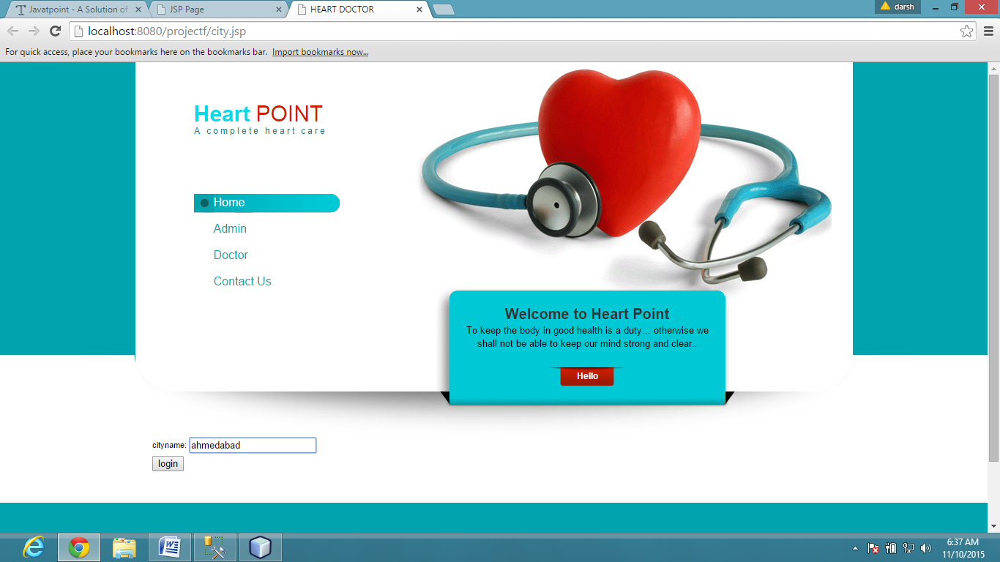 Javatpoint - A Solution of
JSP Page
HEART DOCTOR
darsh
localhost:8080/projectf/city.jsp
For quick access, place your bookmarks here on the bookmarks bar. Import bookmarks now...
Heart POINT
A complete heart care
Home
Admin
Doctor
Contact Us
Welcome to Heart Point
To keep the body in good health is a duty... otherwise we
shall not be able to keep our mind strong and clear..
Hello
cityname: ahmedabad
login
6:37 AM
11/10/2015